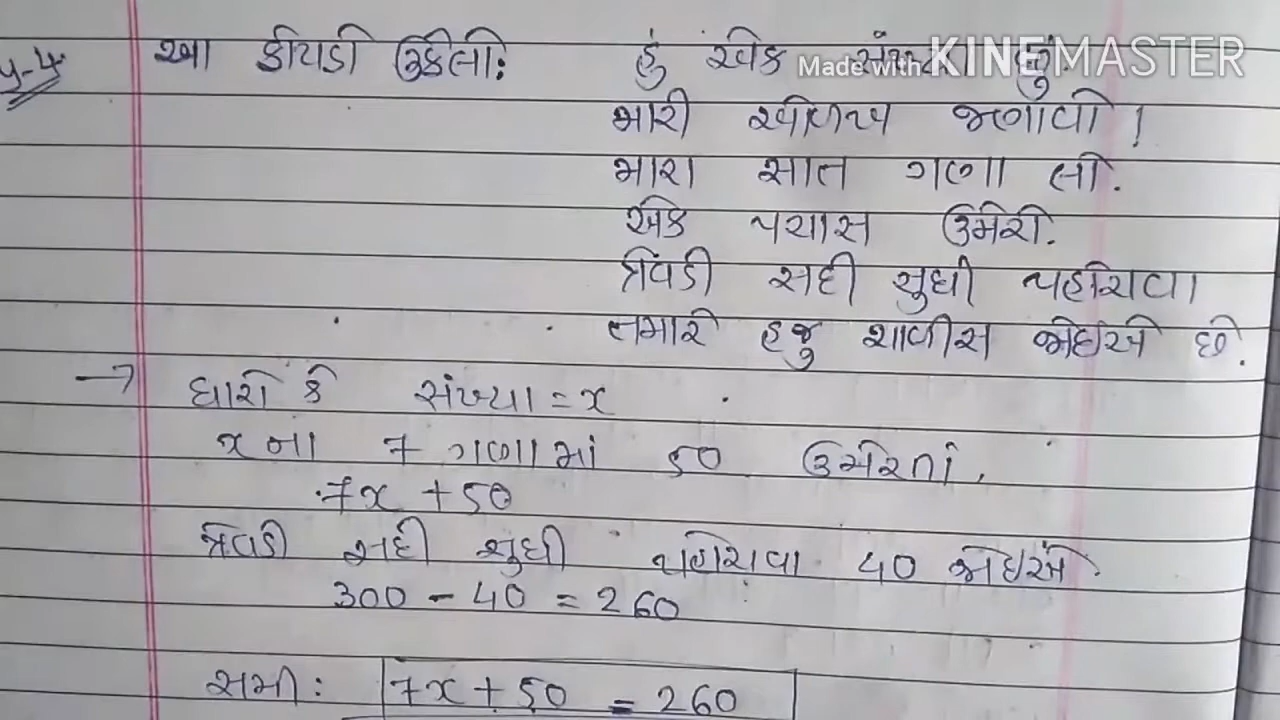 પ્ર-૪ આ કોયડો ઉકેલો: હું એક સંખ્યા છું.
Made with KINEMASTER
મારી ઓળખ જણાવો!
મારા સાત ગણા લો.
એક પચાસ ઉમેરો.
ત્રેવડી સદી સુધી પહોંચવા
તમારે હજુ ચાળીસ જોઈએ છે.
→ ધારો કે સંખ્યા = x
x ના 7 ગણામાં 50 ઉમેરતાં,
7x + 50
ત્રેવડી સદી સુધી પહોંચવા 40 જોઇએ
300 - 40 = 260
સમી: 7x + 50 = 260